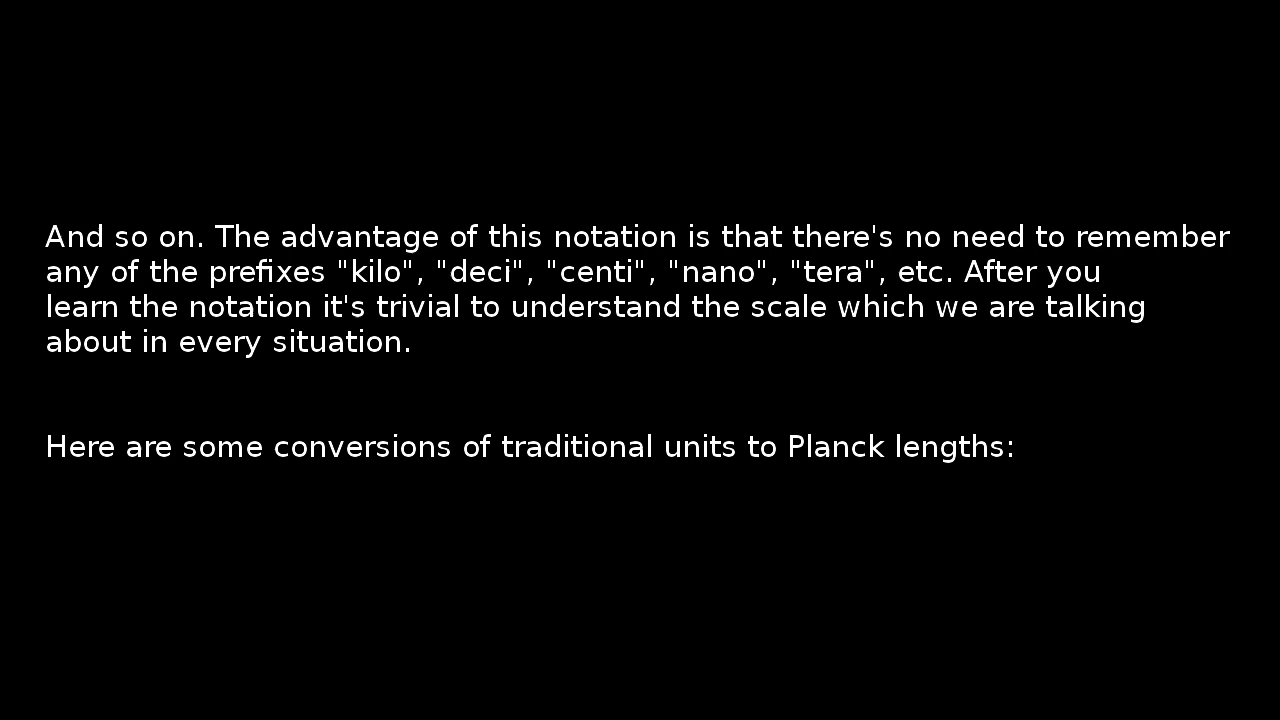 And so on. The advantage of this notation is that there's no need to remember
any of the prefixes "kilo", "deci", "centi", "nano", "tera", etc. After you
learn the notation it's trivial to understand the scale which we are talking
about in every situation.
Here are some conversions of traditional units to Planck lengths: